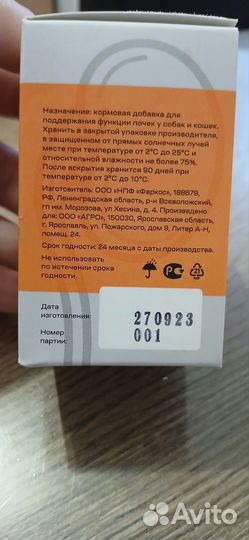 Назначение: кормовая добавка для
поддержания функции почек у собак и кошек.
Хранить в закрытой упаковке производителя,
в защищенном от прямых солнечных лучей
месте при температуре от 2°С до 25°С и
относительной влажности не более 75%.
После вскрытия хранится 90 дней при
температуре от 2°С до 10°С.
Изготовитель: ООО «НПФ «Фаркос», 188679,
РФ, Ленинградская область, р-н Всеволожский,
пгт им. Морозова, ул Хесина, д. 4. Произведено
для: ООО «АГРО», 150030, Ярославская область,
г. Ярославль, ул. Пожарского, дом 9, Литер А-Н,
помещ. 24.
Срок годности: 24 месяца с даты производства.
Не использовать
по истечении срока
годности.
Дата
изготовления:
270923
Номер
партии:
001
Avito